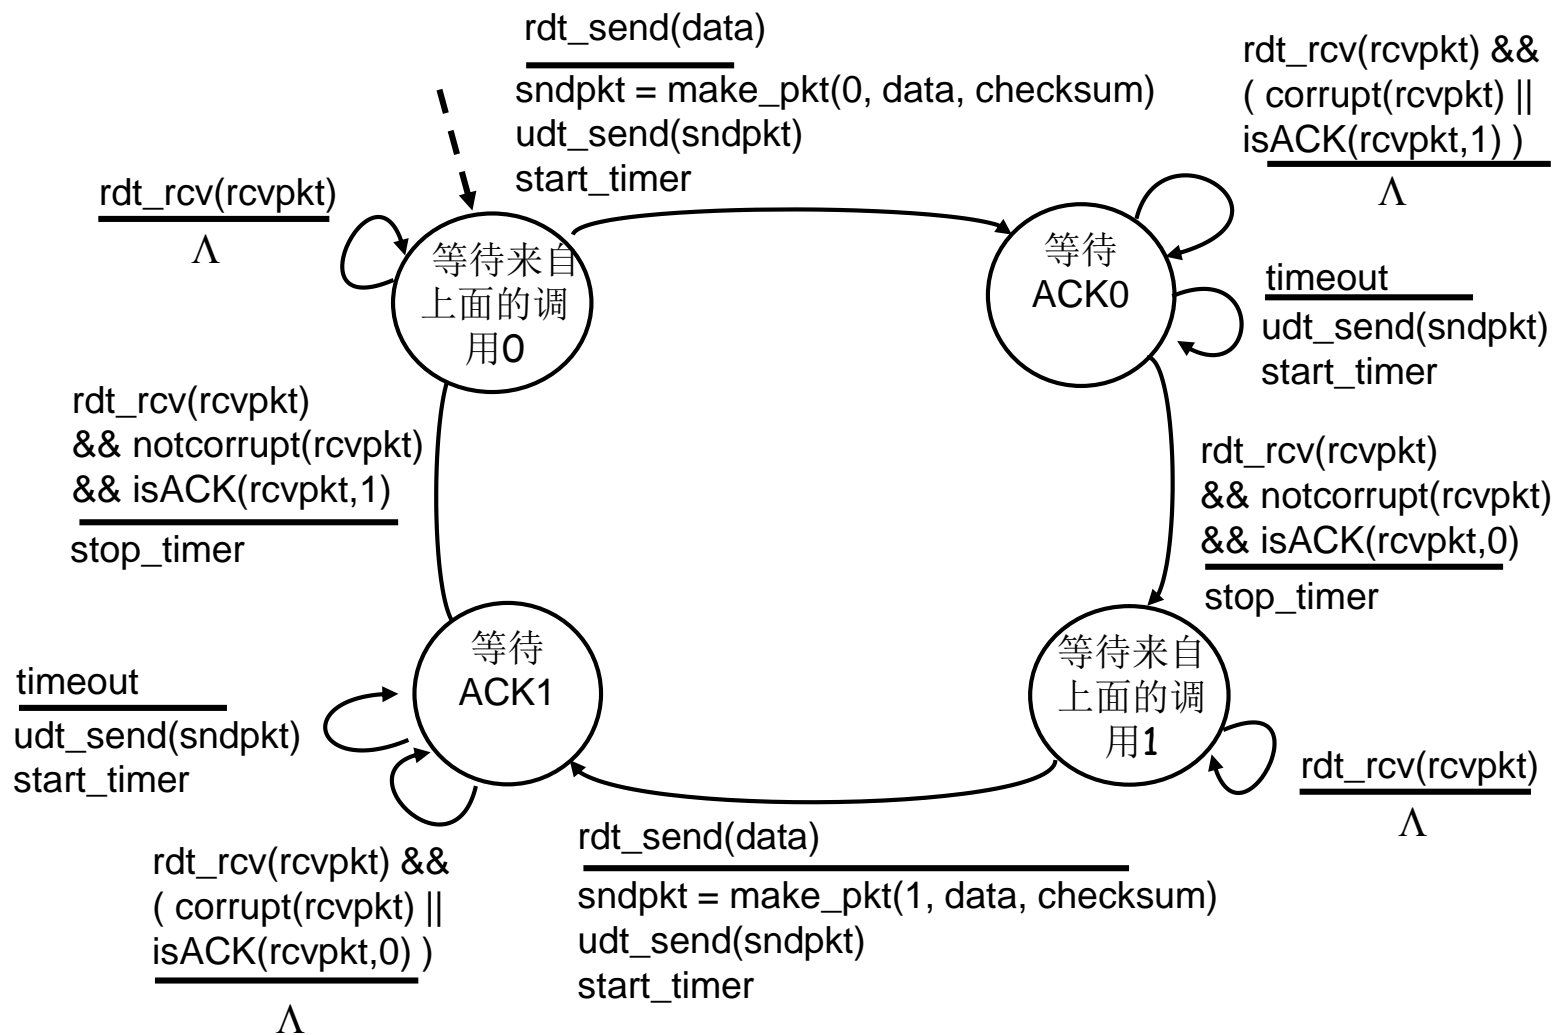 rdt_send(data)
sndpkt = make_pkt(0, data, checksum)
udt_send(sndpkt)
start_timer
rdt_rcv(rcvpkt) &&
( corrupt(rcvpkt) ||
isACK(rcvpkt,1) )
Λ
rdt_rcv(rcvpkt)
Λ
等待来自
上面的调
用0
等待
ACK0
timeout
udt_send(sndpkt)
start_timer
rdt_rcv(rcvpkt)
&& notcorrupt(rcvpkt)
&& isACK(rcvpkt,1)
stop_timer
rdt_rcv(rcvpkt)
&& notcorrupt(rcvpkt)
&& isACK(rcvpkt,0)
stop_timer
等待
ACK1
等待来自
上面的调
用1
timeout
udt_send(sndpkt)
start_timer
rdt_rcv(rcvpkt)
Λ
rdt_rcv(rcvpkt) &&
( corrupt(rcvpkt) ||
isACK(rcvpkt,0) )
Λ
rdt_send(data)
sndpkt = make_pkt(1, data, checksum)
udt_send(sndpkt)
start_timer